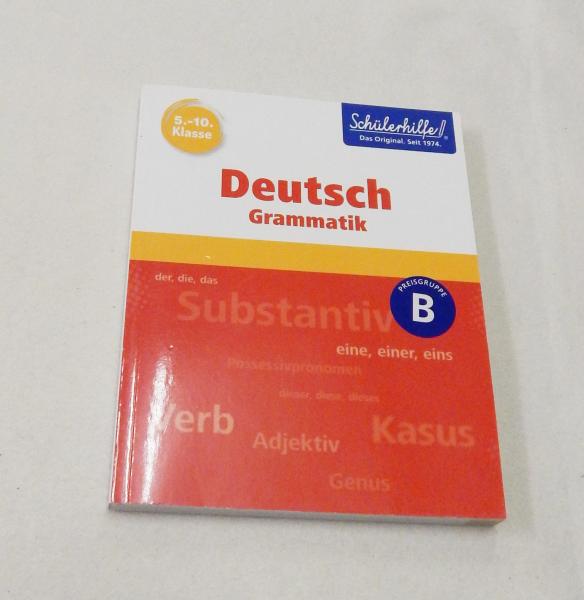 5.-10.
Klasse
Schülerhilfe!®
Das Original. Seit 1974.
Deutsch
Grammatik
der, die, das
PREISGRUPPE
B
Substantiv
eine, einer, eins
Possessivpronomen
dieser, diese, dieses
Verb
Adjektiv
Kasus
Genus